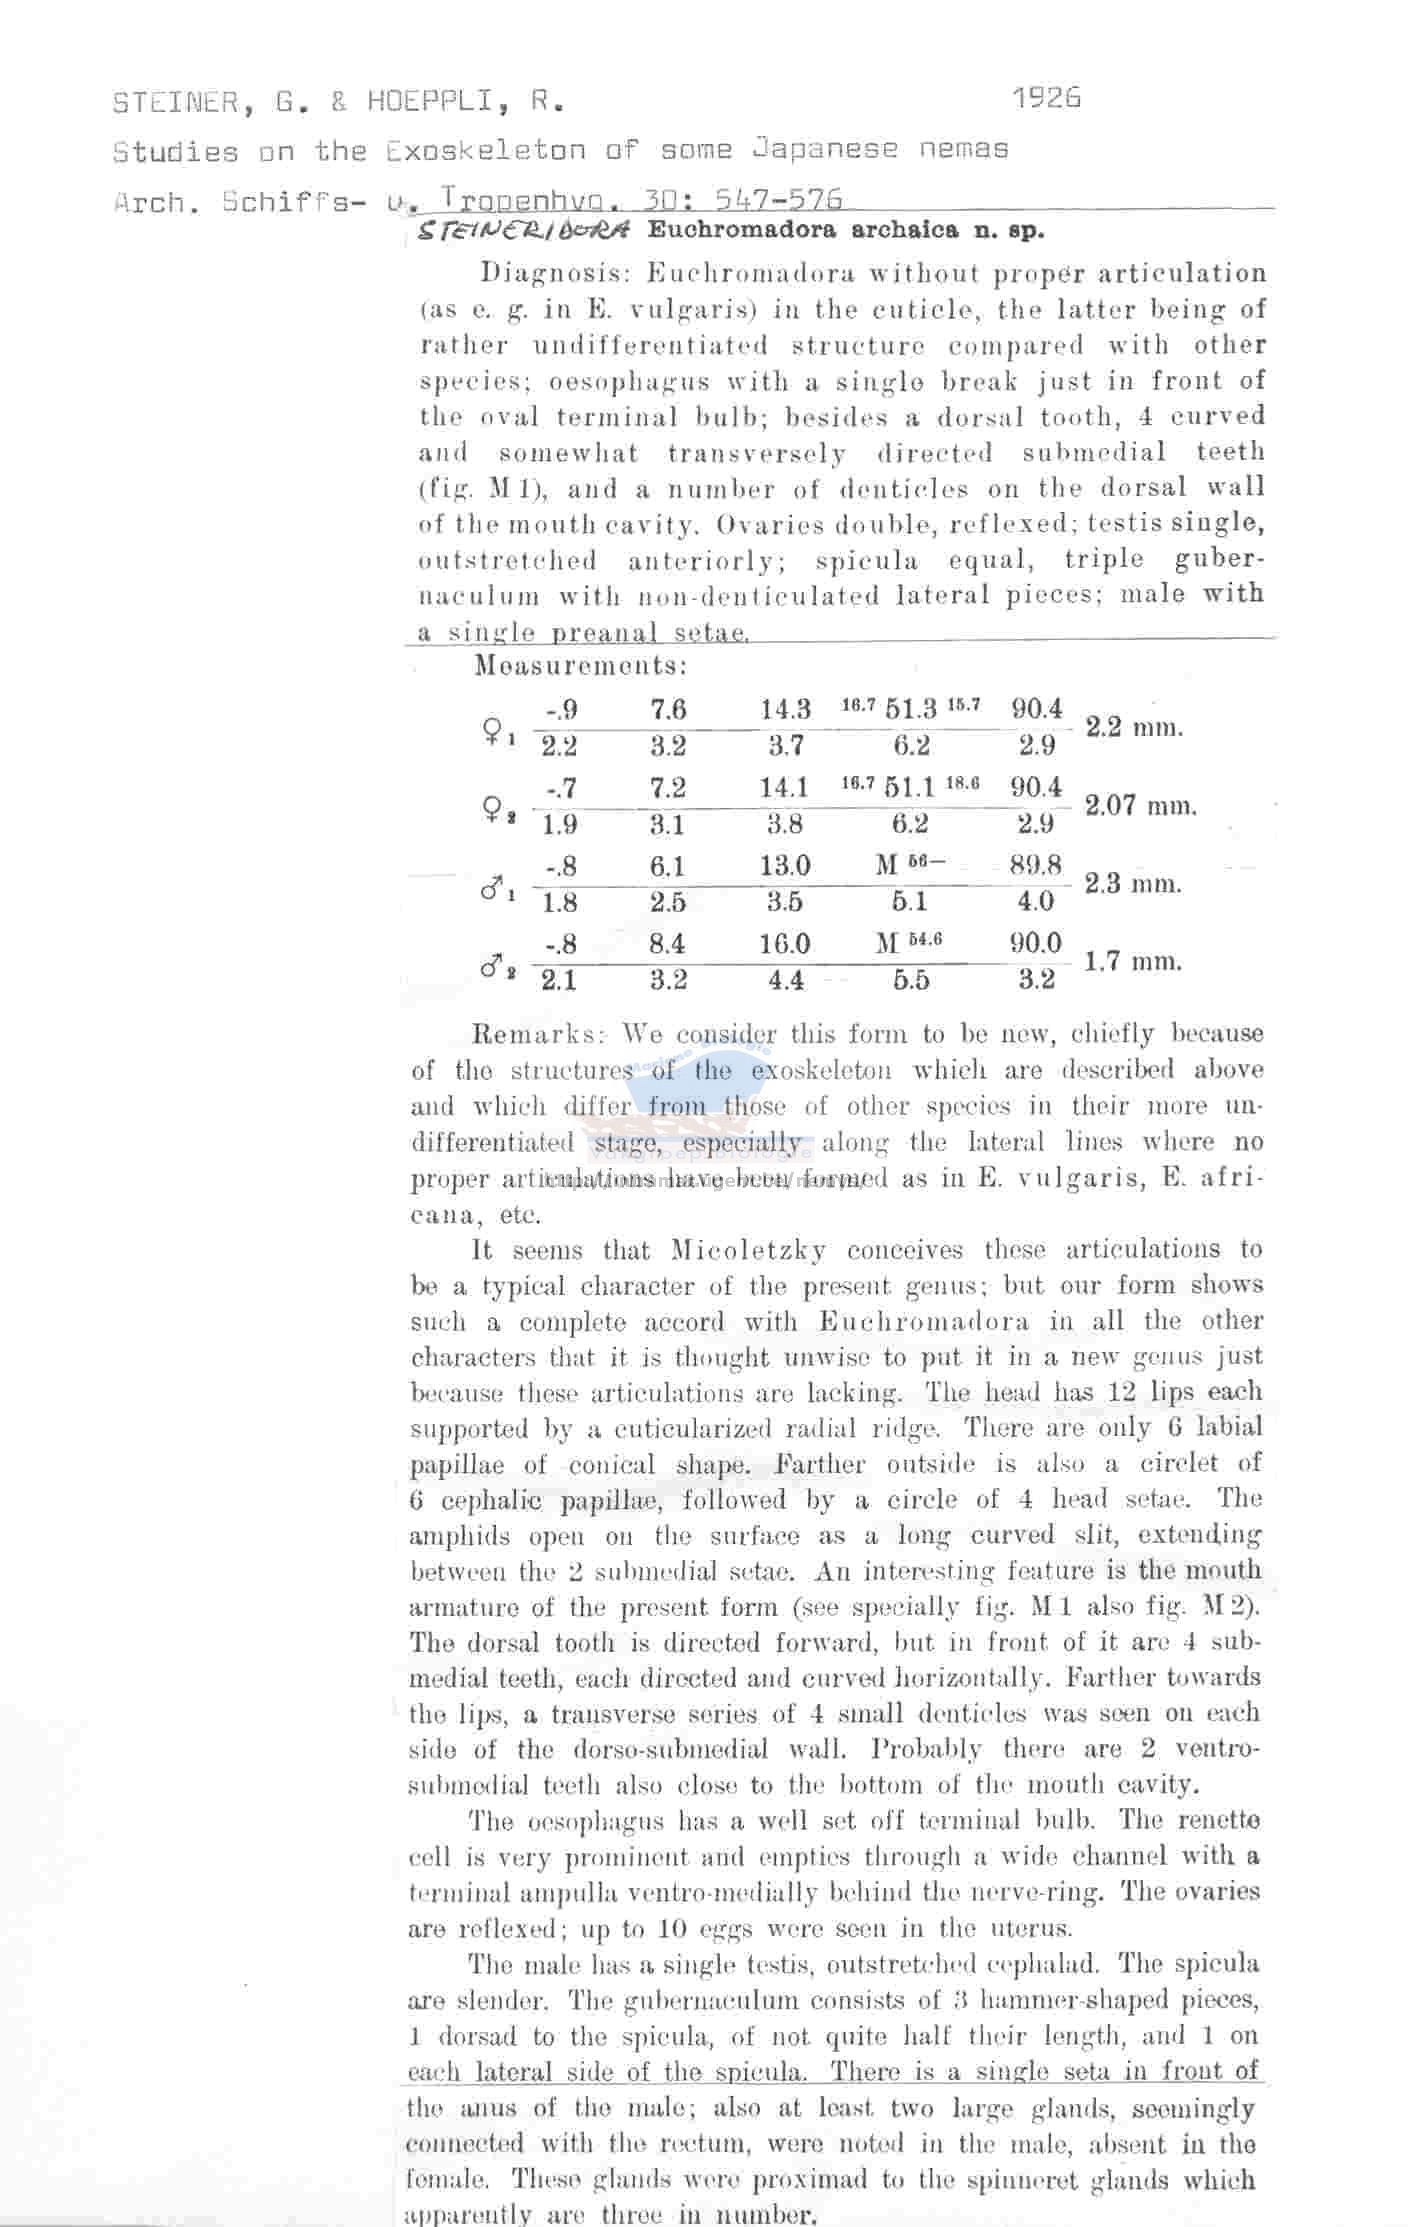 STEINER, G. & HOEPPLI, R. 1926
Studies on the Exoskeleton of some Japanese nemas
Arch. Schiffs- u. Tropenhyg. 30: 547-576
STEINERIDORA Euchromadora archaica n. sp.
Diagnosis: Euchromadora without proper articulation
(as e. g. in E. vulgaris) in the cuticle, the latter being of
rather undifferentiated structure compared with other
species; oesophagus with a single break just in front of
the oval terminal bulb; besides a dorsal tooth, 4 curved
and somewhat transversely directed submedial teeth
(fig. M 1), and a number of denticles on the dorsal wall
of the mouth cavity. Ovaries double, reflexed; testis single,
outstretched anteriorly; spicula equal, triple guber-
naculum with non-denticulated lateral pieces; male with
a single preanal setae.
Measurements:
-.9 7.6 14.3 16.7 51.3 15.7 90.4
♀ 1 2.2 mm.
2.2 3.2 3.7 6.2 2.9
-.7 7.2 14.1 16.7 51.1 18.6 90.4
♀ 2 2.07 mm.
1.9 3.1 3.8 6.2 2.9
-.8 6.1 13.0 M 56— 89.8
♂ 1 2.3 mm.
1.8 2.5 3.5 5.1 4.0
-.8 8.4 16.0 M 54.6 90.0
♂ 2 1.7 mm.
2.1 3.2 4.4 5.5 3.2
Remarks: We consider this form to be new, chiefly because
of the structures of the exoskeleton which are described above
and which differ from those of other species in their more un-
differentiated stage, especially along the lateral lines where no
proper articulations have been formed as in E. vulgaris, E. afri-
cana, etc.
It seems that Micoletzky conceives these articulations to
be a typical character of the present genus; but our form shows
such a complete accord with Euchromadora in all the other
characters that it is thought unwise to put it in a new genus just
because these articulations are lacking. The head has 12 lips each
supported by a cuticularized radial ridge. There are only 6 labial
papillae of conical shape. Farther outside is also a circlet of
6 cephalic papillae, followed by a circle of 4 head setae. The
amphids open on the surface as a long curved slit, extending
between the 2 submedial setae. An interesting feature is the mouth
armature of the present form (see specially fig. M 1 also fig. M 2).
The dorsal tooth is directed forward, but in front of it are 4 sub-
medial teeth, each directed and curved horizontally. Farther towards
the lips, a transverse series of 4 small denticles was seen on each
side of the dorso-submedial wall. Probably there are 2 ventro-
submedial teeth also close to the bottom of the mouth cavity.
The oesophagus has a well set off terminal bulb. The renette
cell is very prominent and empties through a wide channel with a
terminal ampulla ventro-medially behind the nerve-ring. The ovaries
are reflexed; up to 10 eggs were seen in the uterus.
The male has a single testis, outstretched cephalad. The spicula
are slender. The gubernaculum consists of 3 hammer-shaped pieces,
1 dorsad to the spicula, of not quite half their length, and 1 on
each lateral side of the spicula. There is a single seta in front of
the anus of the male; also at least two large glands, seemingly
connected with the rectum, were noted in the male, absent in the
female. These glands were proximad to the spinneret glands which
apparently are three in number.